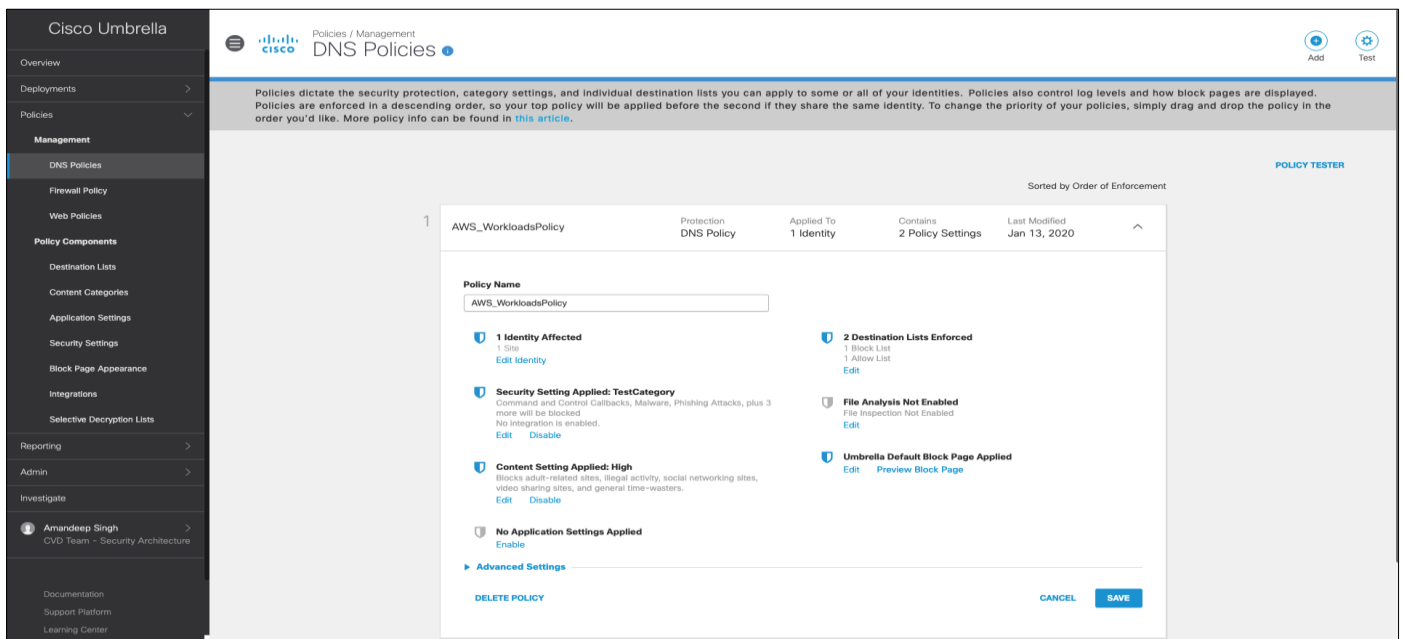 Cisco Umbrella
Overview
Deployments
Policies
Management
DNS Policies
Firewall Policy
Web Policies
Policy Components
Destination Lists
Content Categories
Application Settings
Security Settings
Block Page Appearance
Integrations
Selective Decryption Lists
Reporting
Admin
Investigate
Amandeep Singh
CVD Team - Security Architecture
Documentation
Support Platform
Learning Center
CISCO
Policies / Management
DNS Policies
Add
Test
Policies dictate the security protection, category settings, and individual destination lists you can apply to some or all of your identities. Policies also control log levels and how block pages are displayed.
Policies are enforced in a descending order, so your top policy will be applied before the second if they share the same identity. To change the priority of your policies, simply drag and drop the policy in the
order you'd like. More policy info can be found in this article.
POLICY TESTER
Sorted by Order of Enforcement
1
AWS_WorkloadsPolicy
Protection
DNS Policy
Applied To
1 Identity
Contains
2 Policy Settings
Last Modified
Jan 13, 2020
Policy Name
AWS_WorkloadsPolicy
1 Identity Affected
1 Site
Edit Identity
Security Setting Applied: TestCategory
Command and Control Callbacks, Malware, Phishing Attacks, plus 3
more will be blocked
No integration is enabled.
Edit Disable
Content Setting Applied: High
Blocks adult-related sites, illegal activity, social networking sites,
video sharing sites, and general time-wasters.
Edit Disable
No Application Settings Applied
Enable
2 Destination Lists Enforced
1 Block List
1 Allow List
Edit
File Analysis Not Enabled
File Inspection Not Enabled
Edit
Umbrella Default Block Page Applied
Edit Preview Block Page
Advanced Settings
DELETE POLICY
CANCEL
SAVE